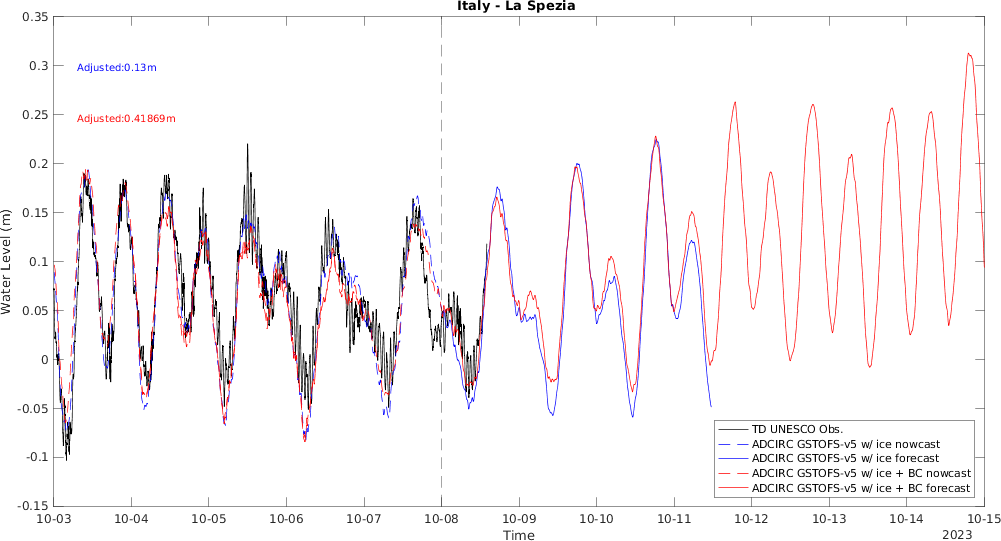 Italy - La Spezia
0.35
0.3
0.25
0.2
0.15
0.1
0.05
0
-0.05
-0.1
-0.15
Water Level (m)
Adjusted:0.13m
Adjusted:0.41869m
TD UNESCO Obs.
ADCIRC GSTOFS-v5 w/ ice nowcast
ADCIRC GSTOFS-v5 w/ ice forecast
ADCIRC GSTOFS-v5 w/ ice + BC nowcast
ADCIRC GSTOFS-v5 w/ ice + BC forecast
10-03 10-04 10-05 10-06 10-07 10-08 10-09 10-10 10-11 10-12 10-13 10-14 10-15
Time
2023